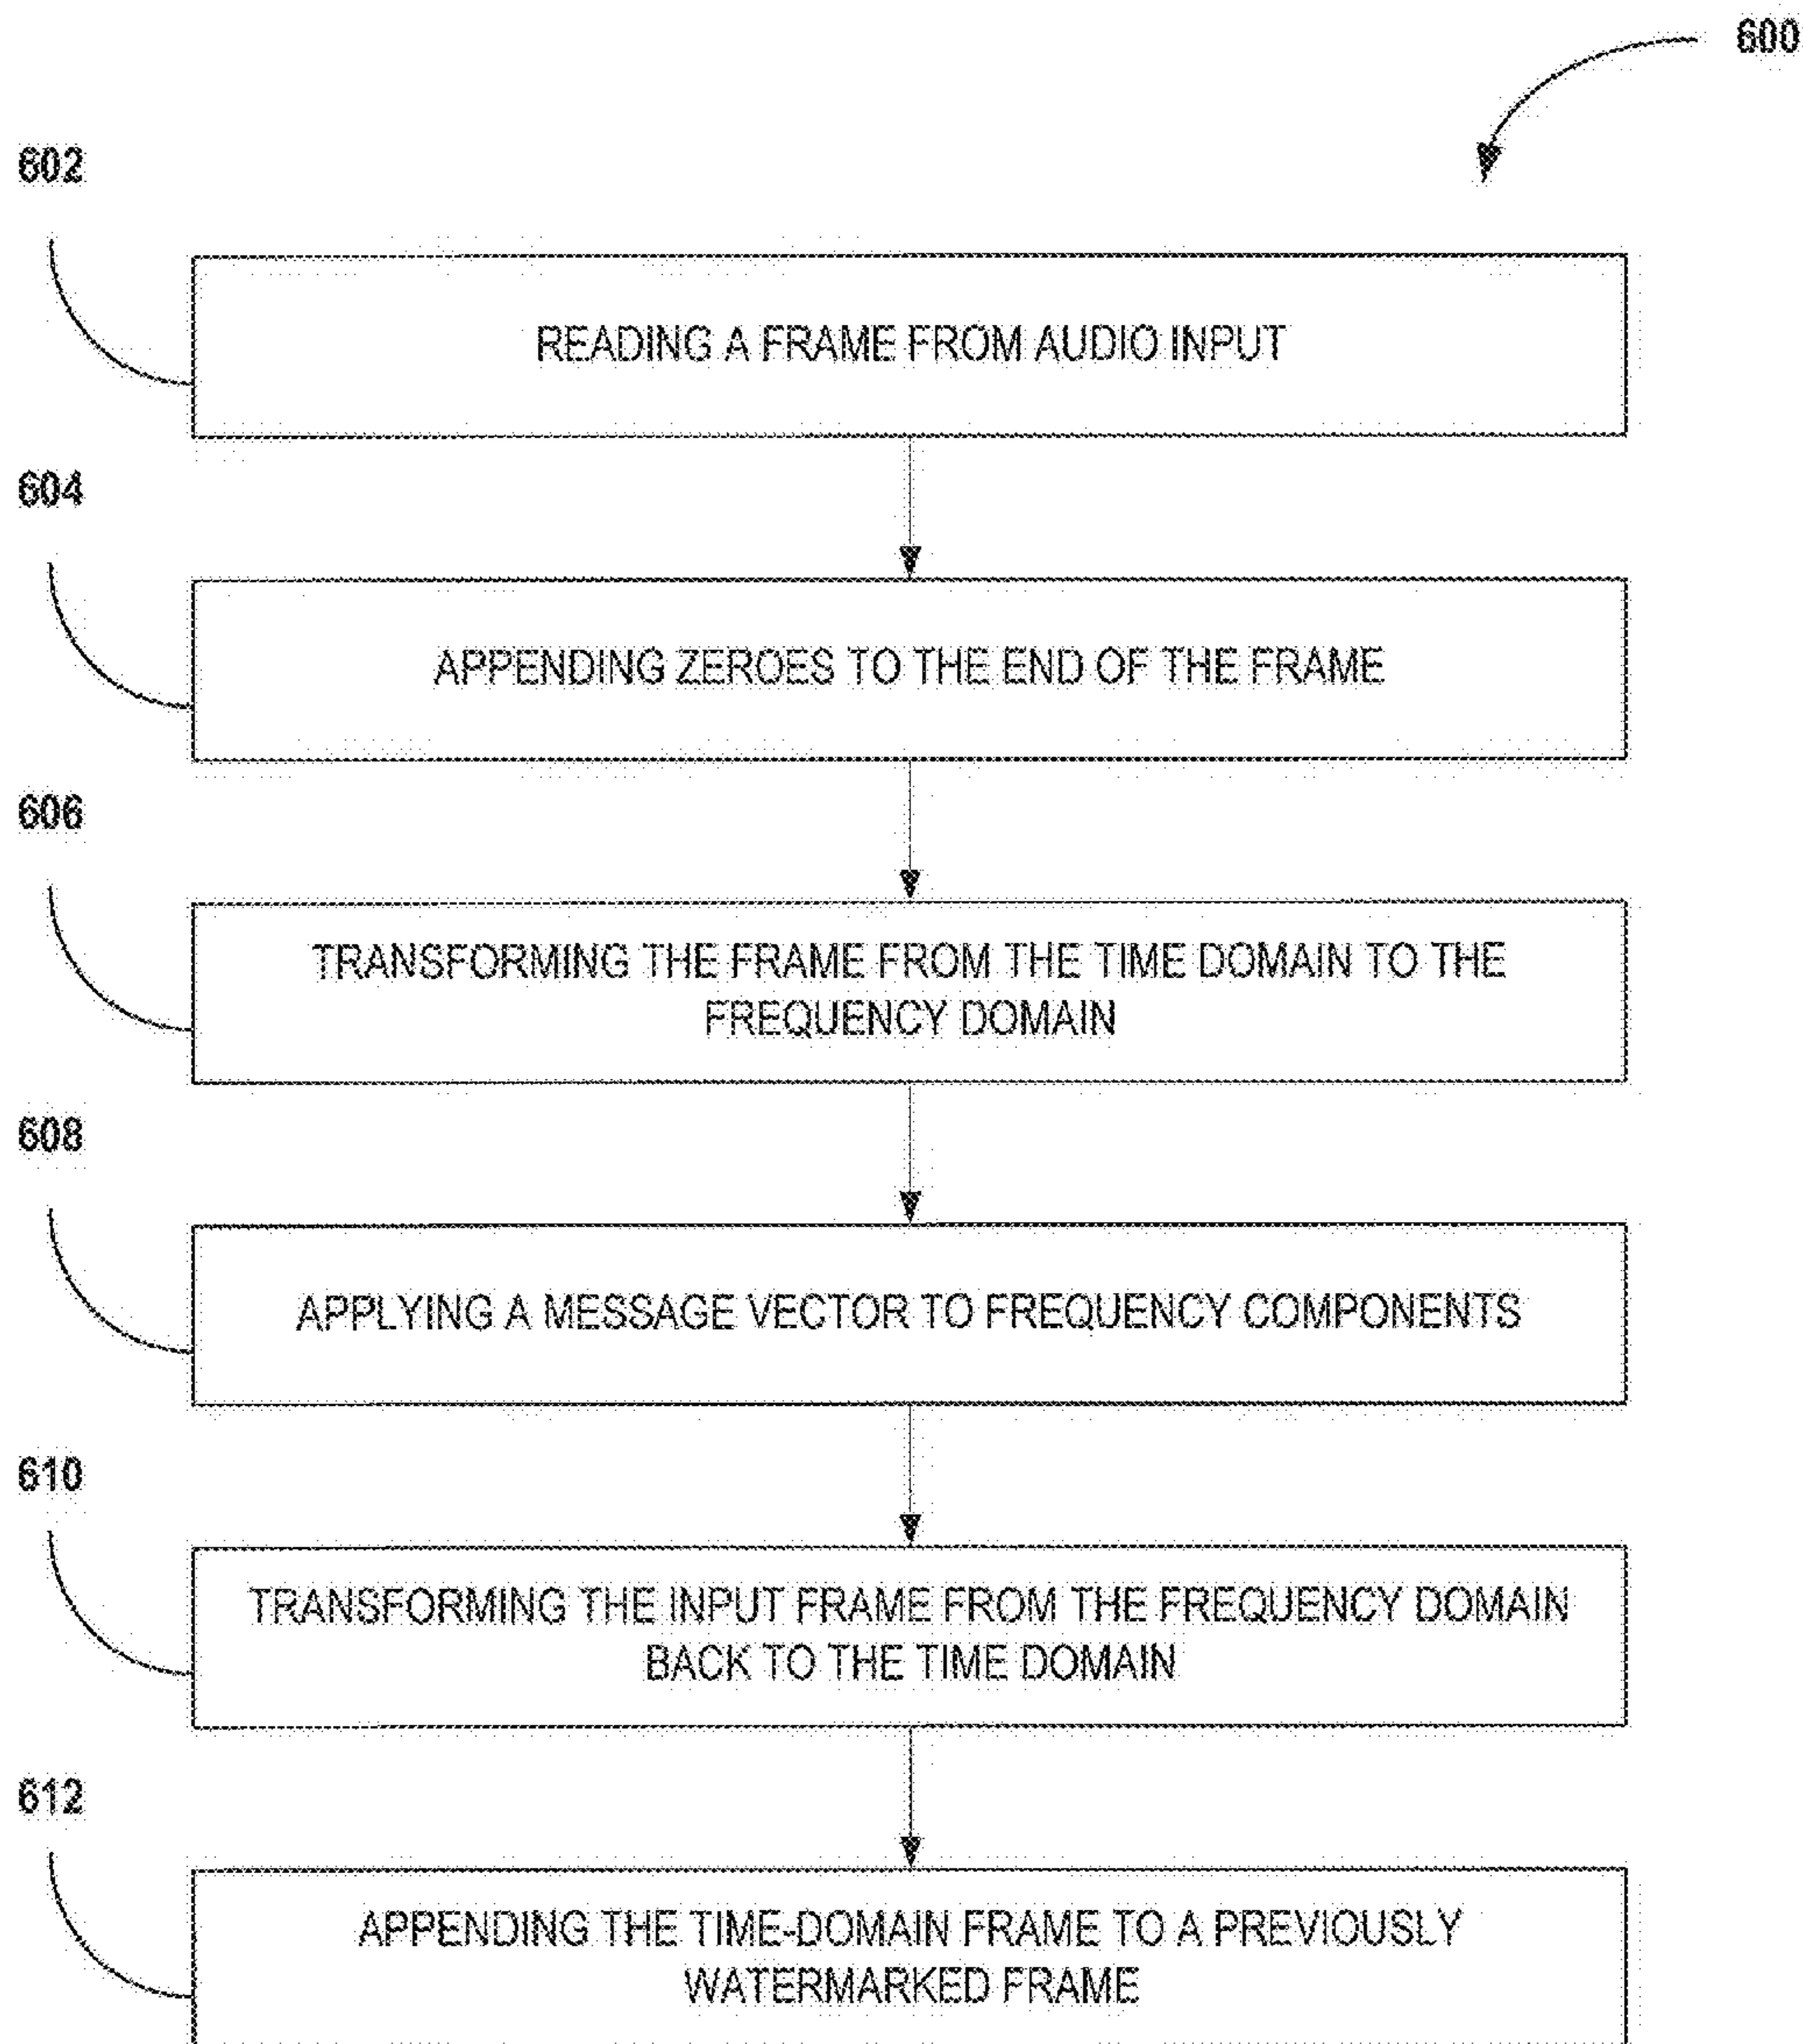 600
602
READING A FRAME FROM AUDIO INPUT
604
APPENDING ZEROES TO THE END OF THE FRAME
606
TRANSFORMING THE FRAME FROM THE TIME DOMAIN TO THE
FREQUENCY DOMAIN
608
APPLYING A MESSAGE VECTOR TO FREQUENCY COMPONENTS
610
TRANSFORMING THE INPUT FRAME FROM THE FREQUENCY DOMAIN
BACK TO THE TIME DOMAIN
612
APPENDING THE TIME-DOMAIN FRAME TO A PREVIOUSLY
WATERMARKED FRAME